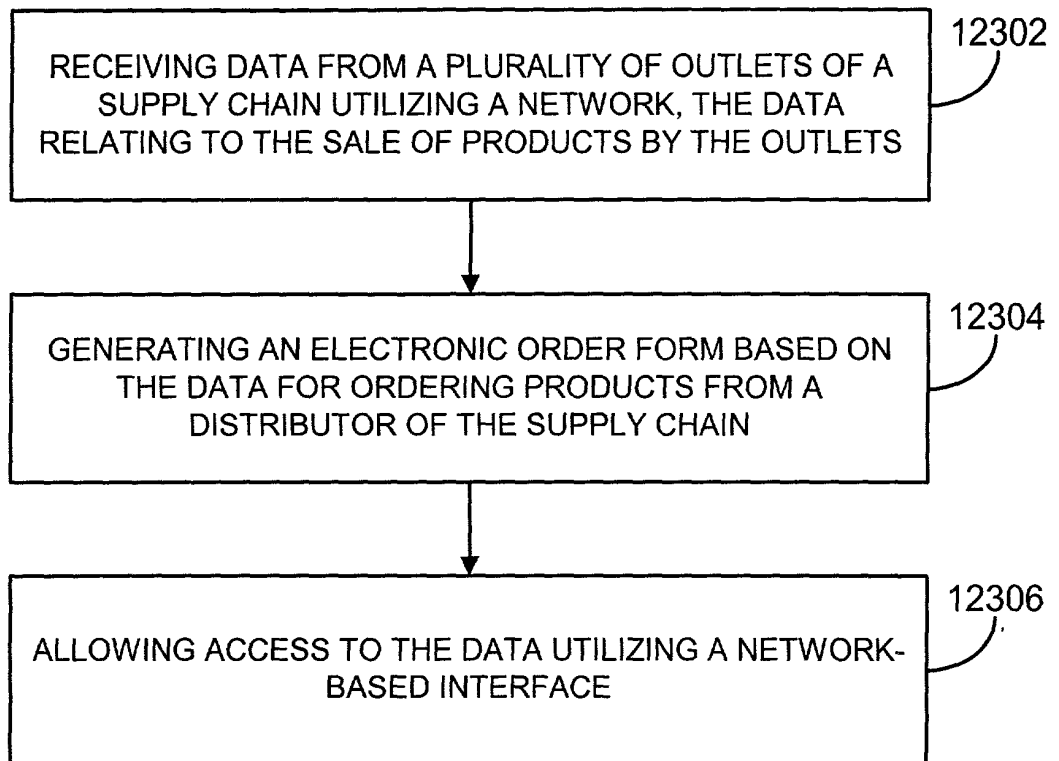 12302
RECEIVING DATA FROM A PLURALITY OF OUTLETS OF A
SUPPLY CHAIN UTILIZING A NETWORK, THE DATA
RELATING TO THE SALE OF PRODUCTS BY THE OUTLETS
12304
GENERATING AN ELECTRONIC ORDER FORM BASED ON
THE DATA FOR ORDERING PRODUCTS FROM A
DISTRIBUTOR OF THE SUPPLY CHAIN
12306
ALLOWING ACCESS TO THE DATA UTILIZING A NETWORK-
BASED INTERFACE